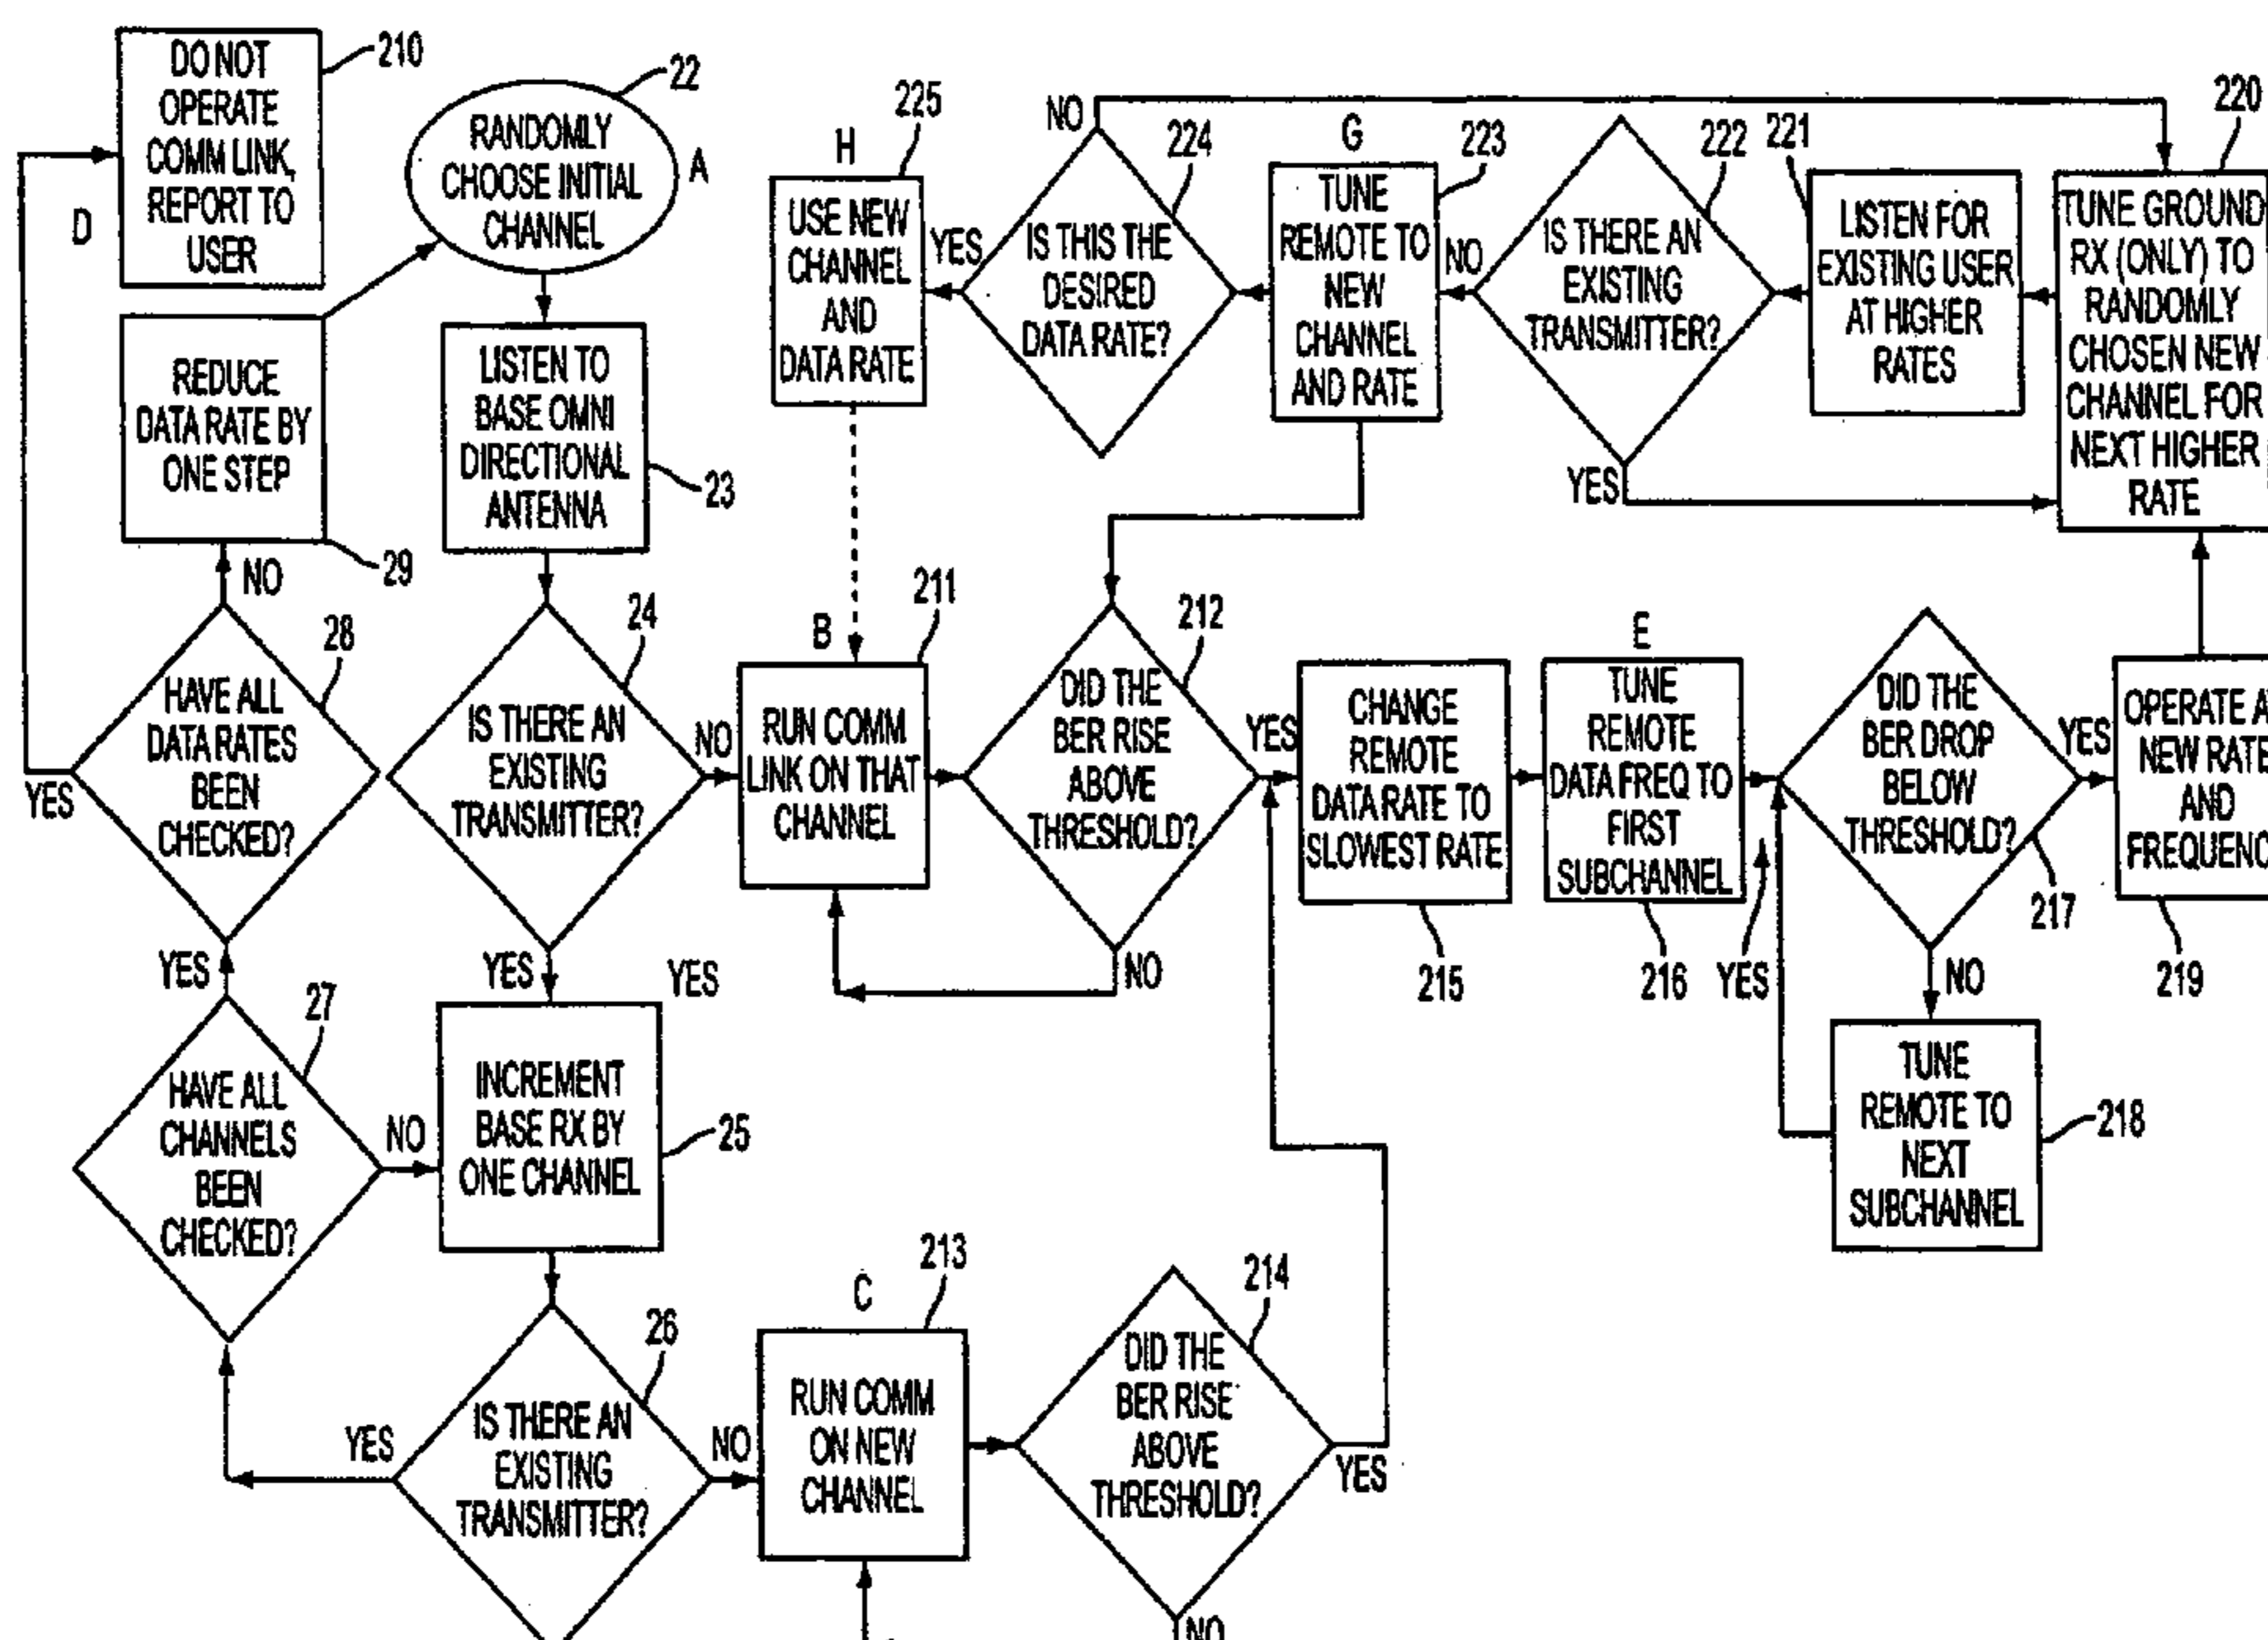 DO NOT
OPERATE
COMM LINK,
REPORT TO
USER
210
D
RANDOMLY
CHOOSE INITIAL
CHANNEL
22
A
REDUCE
DATA RATE BY
ONE STEP
29
NO
LISTEN TO
BASE OMNI
DIRECTIONAL
ANTENNA
23
H
225
USE NEW
CHANNEL
AND
DATA RATE
YES
NO
224
IS THIS THE
DESIRED
DATA RATE?
G
223
TUNE
REMOTE TO
NEW
CHANNEL
AND RATE
NO
222
IS THERE AN
EXISTING
TRANSMITTER?
YES
221
LISTEN FOR
EXISTING USER
AT HIGHER
RATES
220
TUNE GROUND
RX (ONLY) TO
RANDOMLY
CHOSEN NEW
CHANNEL FOR
NEXT HIGHER
RATE
28
HAVE ALL
DATA RATES
BEEN
CHECKED?
YES
YES
24
IS THERE AN
EXISTING
TRANSMITTER?
NO
YES
YES
B
211
RUN COMM
LINK ON THAT
CHANNEL
212
DID THE
BER RISE
ABOVE
THRESHOLD?
YES
NO
CHANGE
REMOTE
DATA RATE TO
SLOWEST RATE
215
E
TUNE
REMOTE
DATA FREQ TO
FIRST
SUBCHANNEL
216
YES
DID THE
BER DROP
BELOW
THRESHOLD?
217
YES
NO
OPERATE A
NEW RATE
AND
FREQUENC
219
TUNE
REMOTE TO
NEXT
SUBCHANNEL
218
27
HAVE ALL
CHANNELS
BEEN
CHECKED?
NO
INCREMENT
BASE RX BY
ONE CHANNEL
25
26
IS THERE AN
EXISTING
TRANSMITTER?
YES
NO
C
213
RUN COMM
ON NEW
CHANNEL
214
DID THE
BER RISE
ABOVE
THRESHOLD?
YES
NO